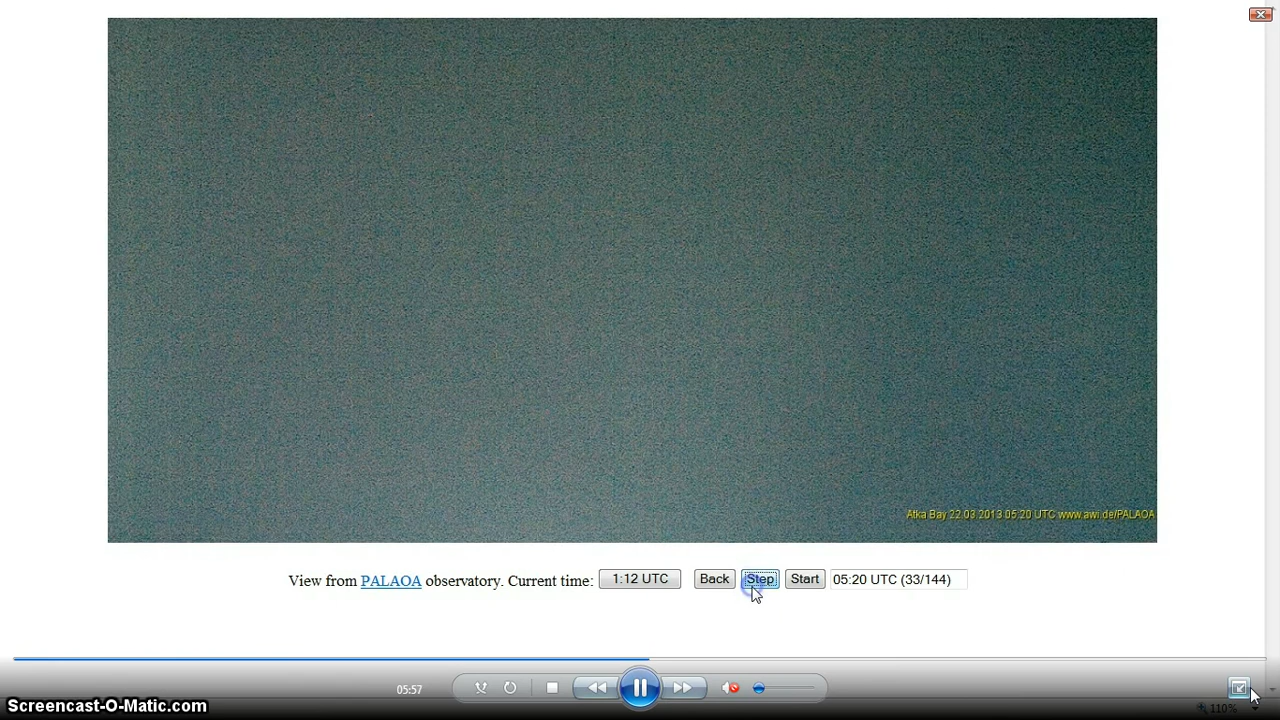 Atka Bay 22.03.2013 05:20 UTC www.awi.de/PALAOA
View from PALAOA observatory. Current time: 1:12 UTC Back Step Start 05:20 UTC (33/144)
05:57
Screencast-O-Matic.com
110%